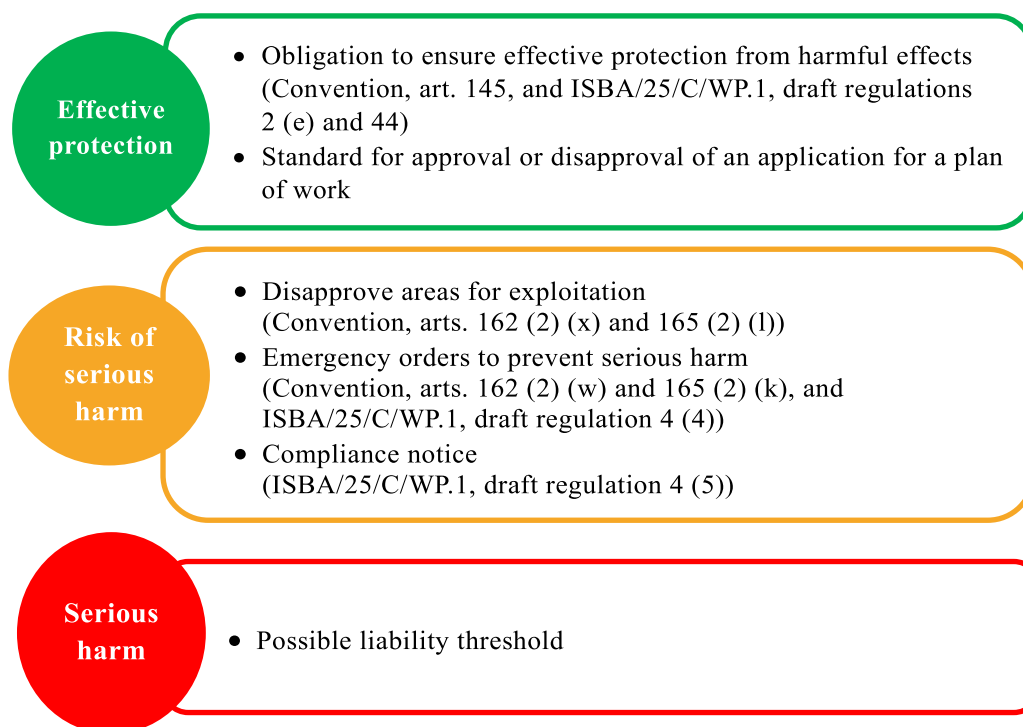 Effective
protection
• Obligation to ensure effective protection from harmful effects
(Convention, art. 145, and ISBA/25/C/WP.1, draft regulations
2 (e) and 44)
• Standard for approval or disapproval of an application for a plan
of work
Risk of
serious
harm
• Disapprove areas for exploitation
(Convention, arts. 162 (2) (x) and 165 (2) (l))
• Emergency orders to prevent serious harm
(Convention, arts. 162 (2) (w) and 165 (2) (k), and
ISBA/25/C/WP.1, draft regulation 4 (4))
• Compliance notice
(ISBA/25/C/WP.1, draft regulation 4 (5))
Serious
harm
• Possible liability threshold